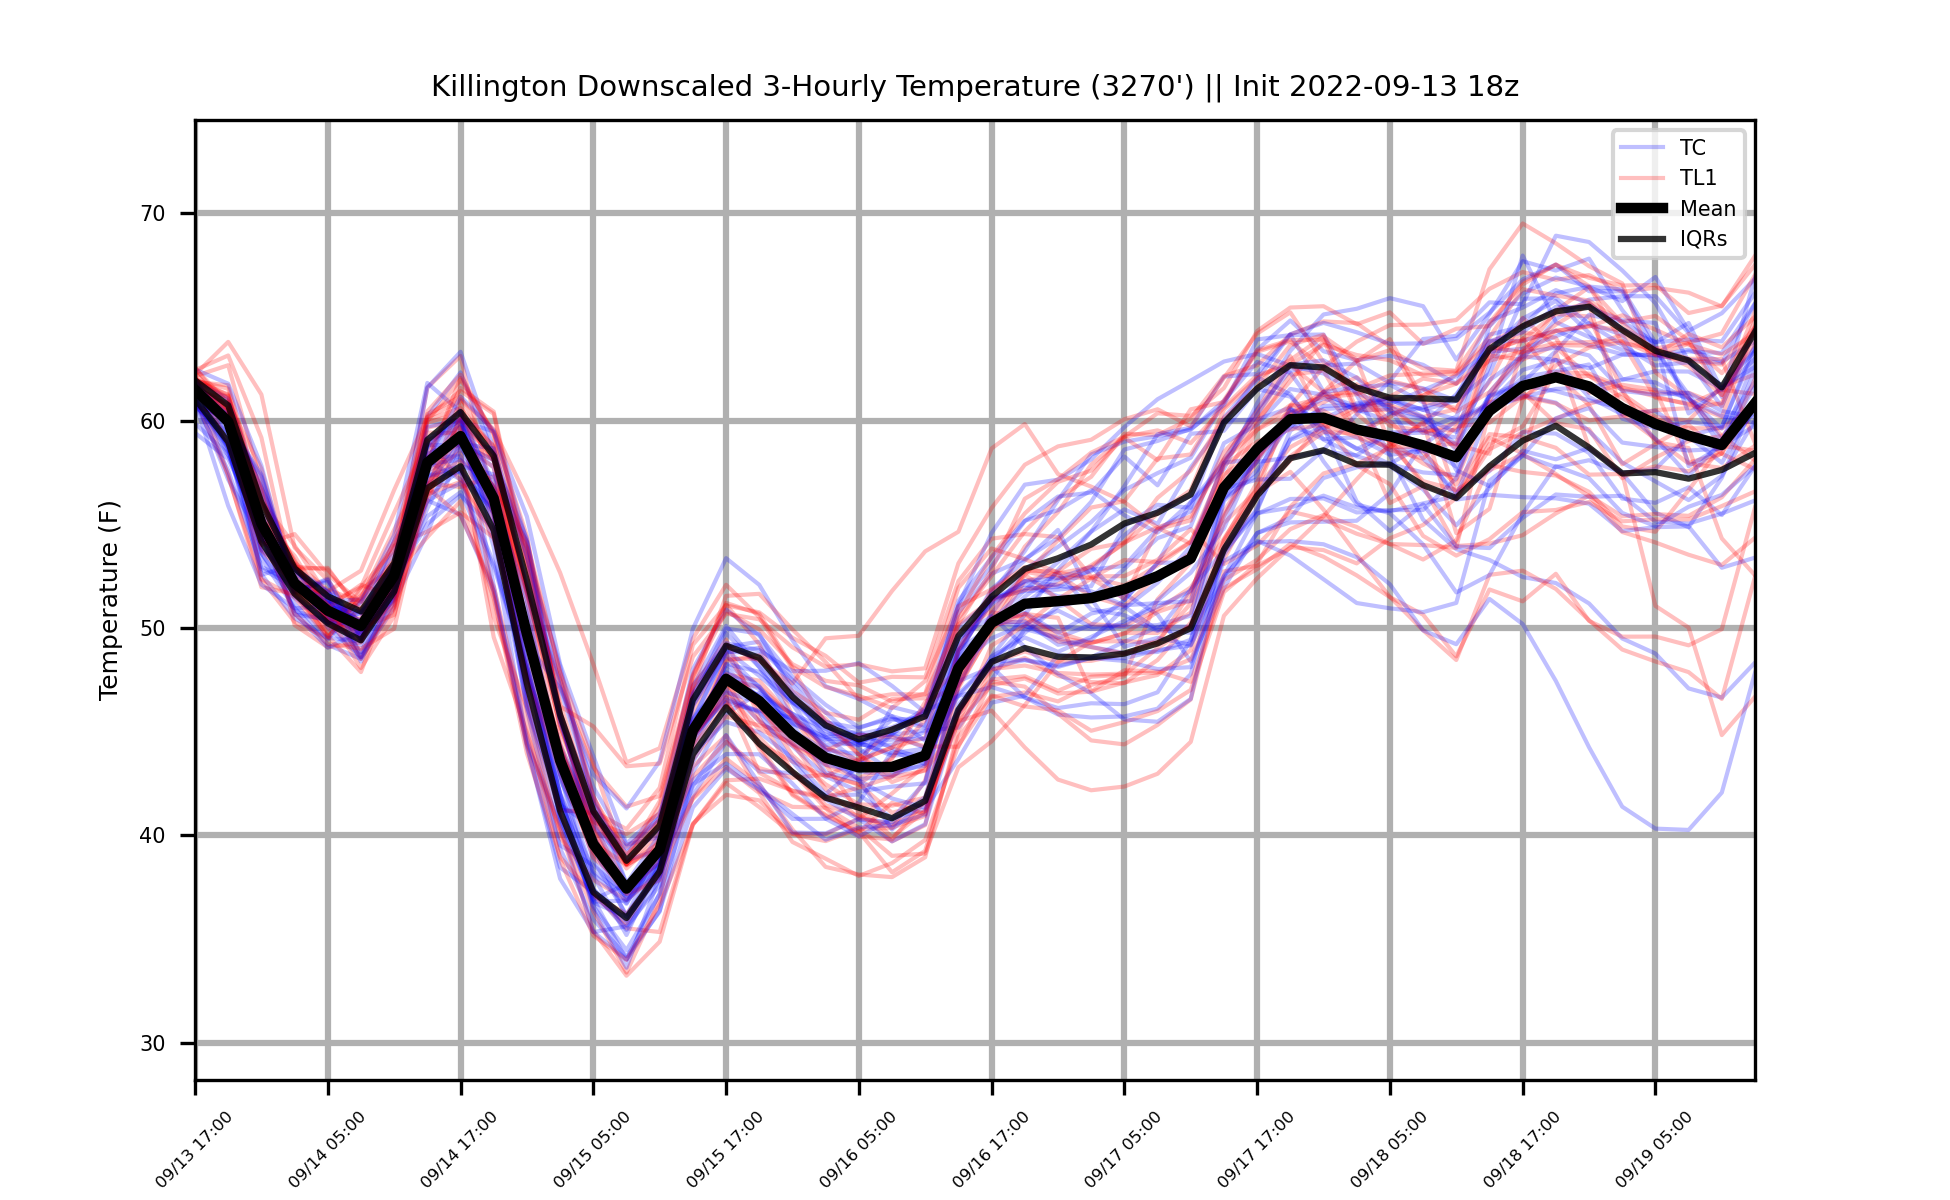 Killington Downscaled 3-Hourly Temperature (3270') || Init 2022-09-13 18z
TC
TL1
Mean
IQRs
Temperature (F)
70
60
50
40
30
09/13 17:00
09/14 05:00
09/14 17:00
09/15 05:00
09/15 17:00
09/16 05:00
09/16 17:00
09/17 05:00
09/17 17:00
09/18 05:00
09/18 17:00
09/19 05:00